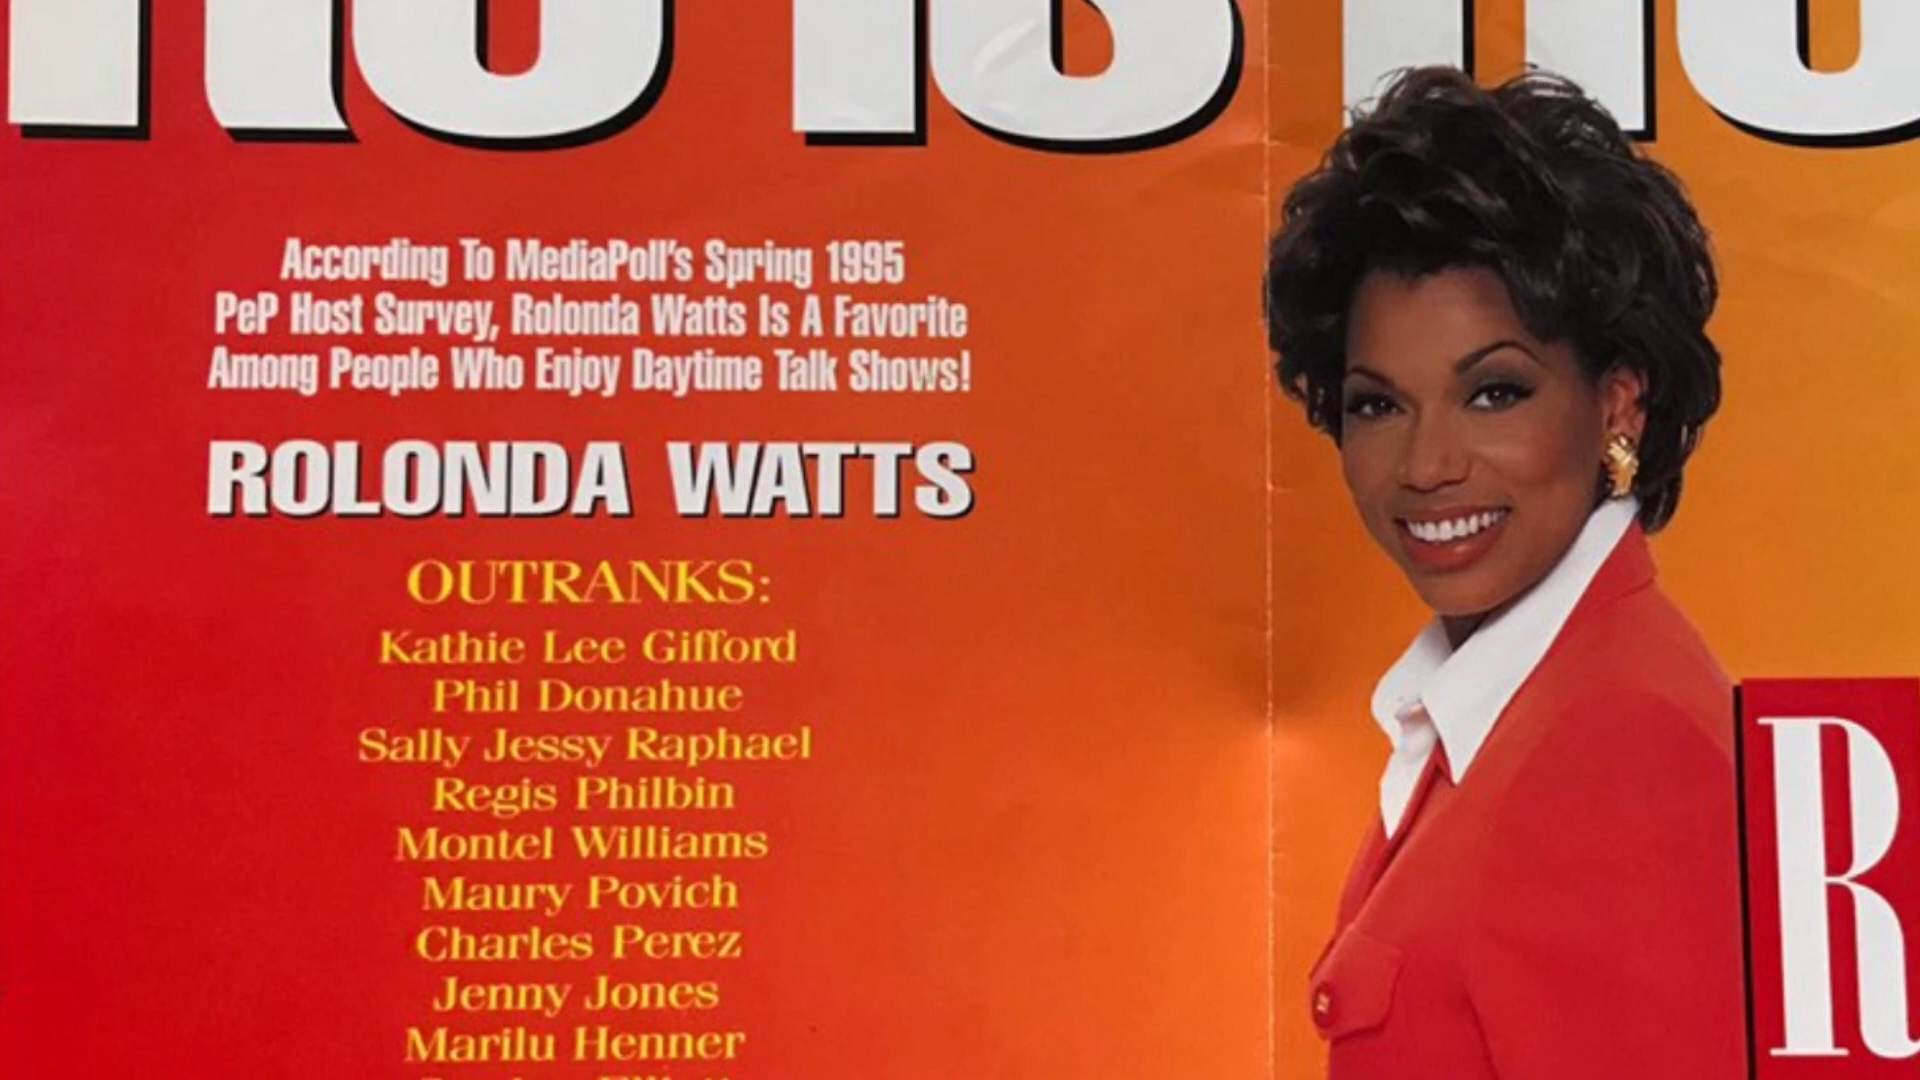 According To MediaPoll's Spring 1995
PeP Host Survey, Rolonda Watts Is A Favorite
Among People Who Enjoy Daytime Talk Shows!
ROLONDA WATTS
OUTRANKS:
Kathie Lee Gifford
Phil Donahue
Sally Jessy Raphael
Regis Philbin
Montel Williams
Maury Povich
Charles Perez
Jenny Jones
Marilu Henner
R